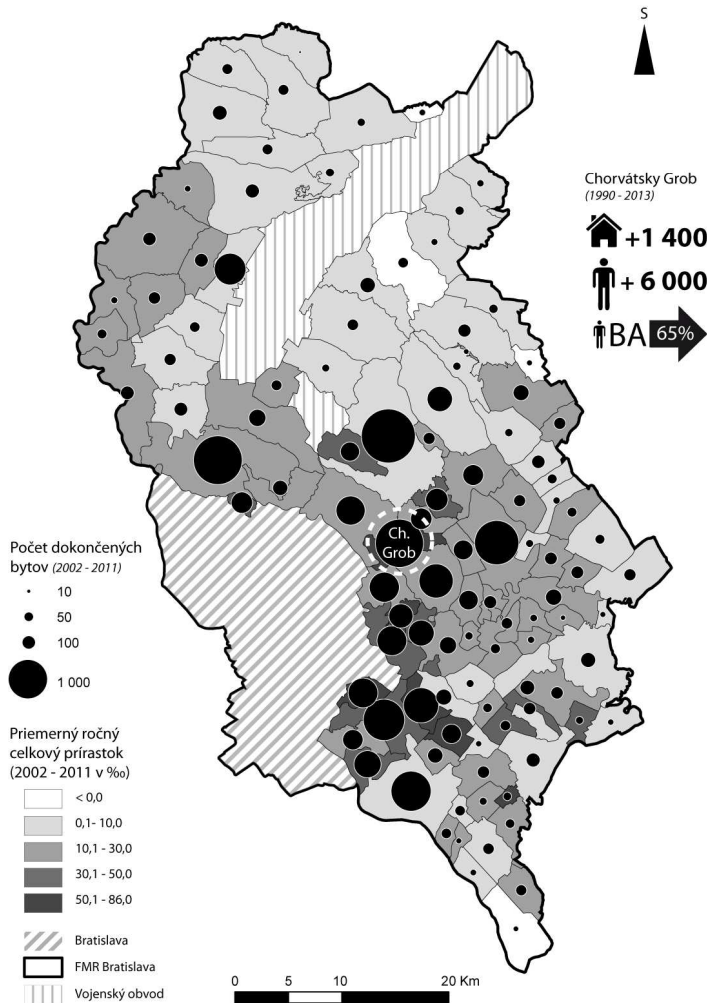 S
Chorvátsky Grob
(1990 - 2013)
+1 400
+ 6 000
BA 65%
Ch.
Grob
Počet dokončených
bytov (2002 - 2011)
10
50
100
1 000
Priemerný ročný
celkový prírastok
(2002 - 2011 v ‰)
< 0,0
0,1- 10,0
10,1 - 30,0
30,1 - 50,0
50,1 - 86,0
Bratislava
FMR Bratislava
Vojenský obvod
0 5 10 20 Km